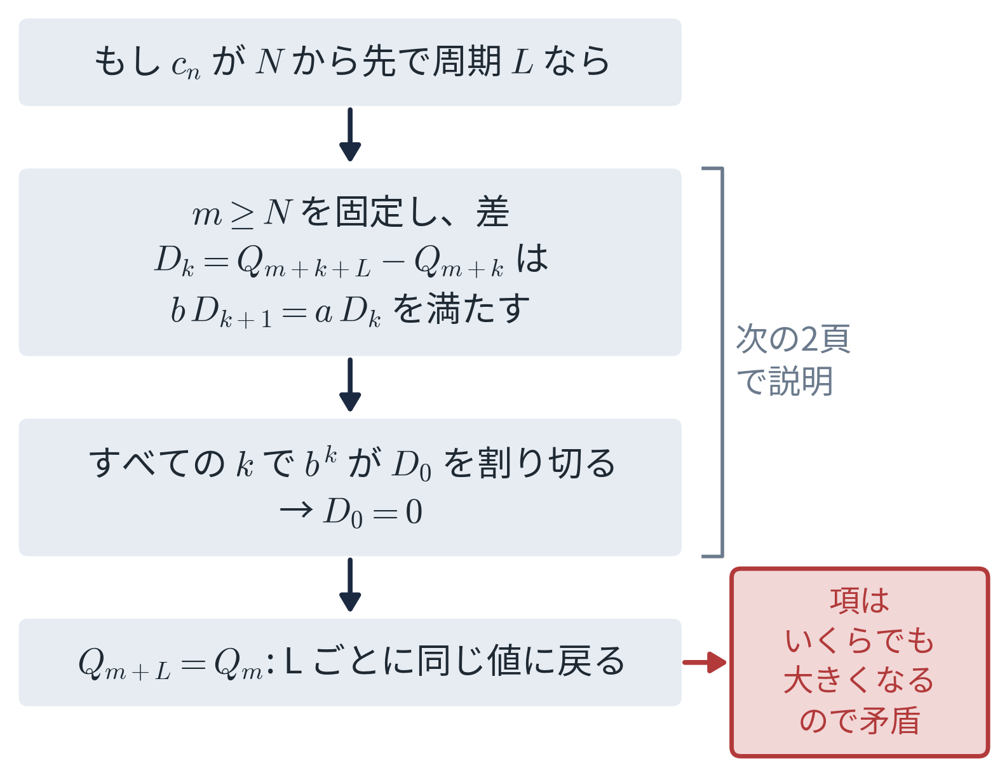 もし c_n が N から先で周期 L なら
m ≥ N を固定し、差
D_k = Q_{m+k+L} − Q_{m+k} は
b D_{k+1} = a D_k を満たす
次の2頁
で説明
すべての k で b^k が D_0 を割り切る
→ D_0 = 0
Q_{m+L} = Q_m: L ごとに同じ値に戻る
項は
いくらでも
大きくなる
ので矛盾